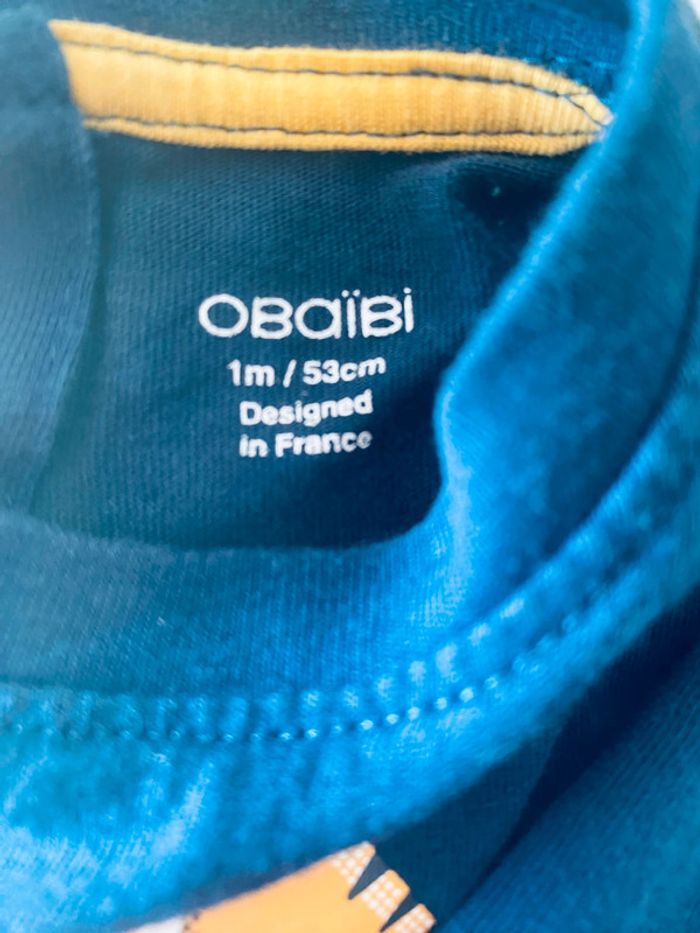 OBaïBi
1m / 53cm
Designed
in France